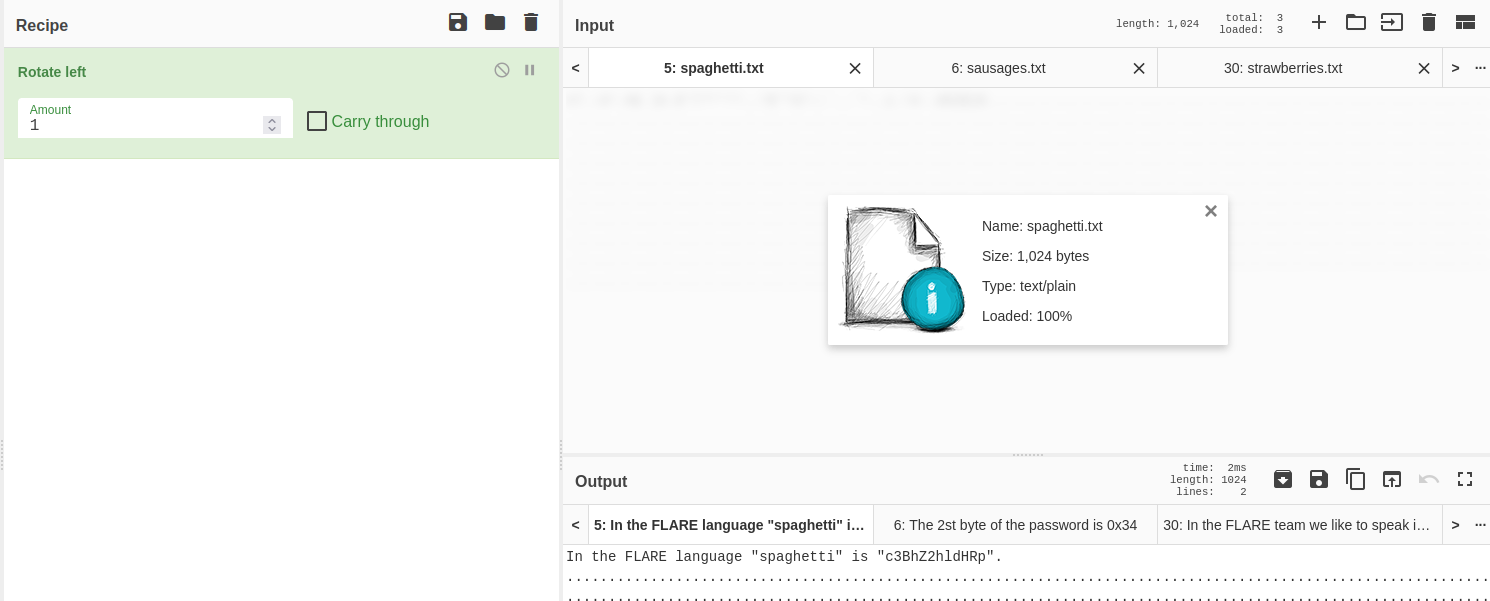 Recipe
Rotate left
Amount
1
Carry through
Input
length: 1,024
total: 3
loaded: 3
< 5: spaghetti.txt 6: sausages.txt 30: strawberries.txt > ...
Name: spaghetti.txt
Size: 1,024 bytes
Type: text/plain
Loaded: 100%
Output
time: 2ms
length: 1024
lines: 2
< 5: In the FLARE language "spaghetti" i… 6: The 2st byte of the password is 0x34 30: In the FLARE team we like to speak i… > ...
In the FLARE language "spaghetti" is "c3BhZ2hldHRp".
..............................................................................................................
..............................................................................................................